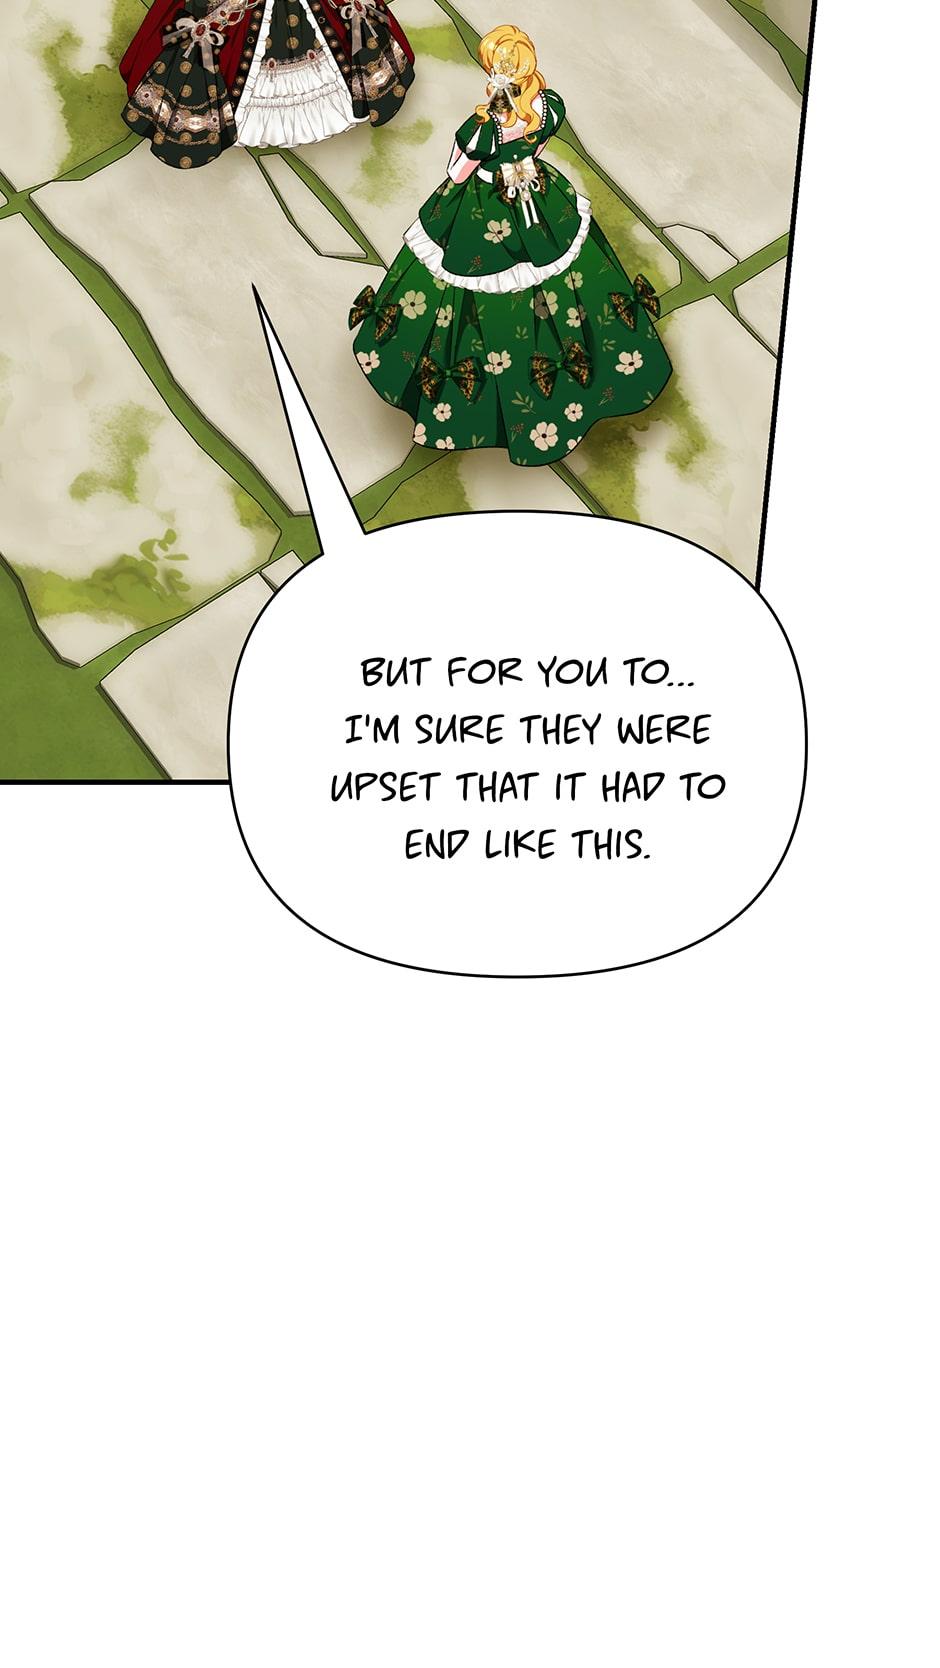 BUT FOR YOU TO...
I'M SURE THEY WERE
UPSET THAT IT HAD TO
END LIKE THIS.